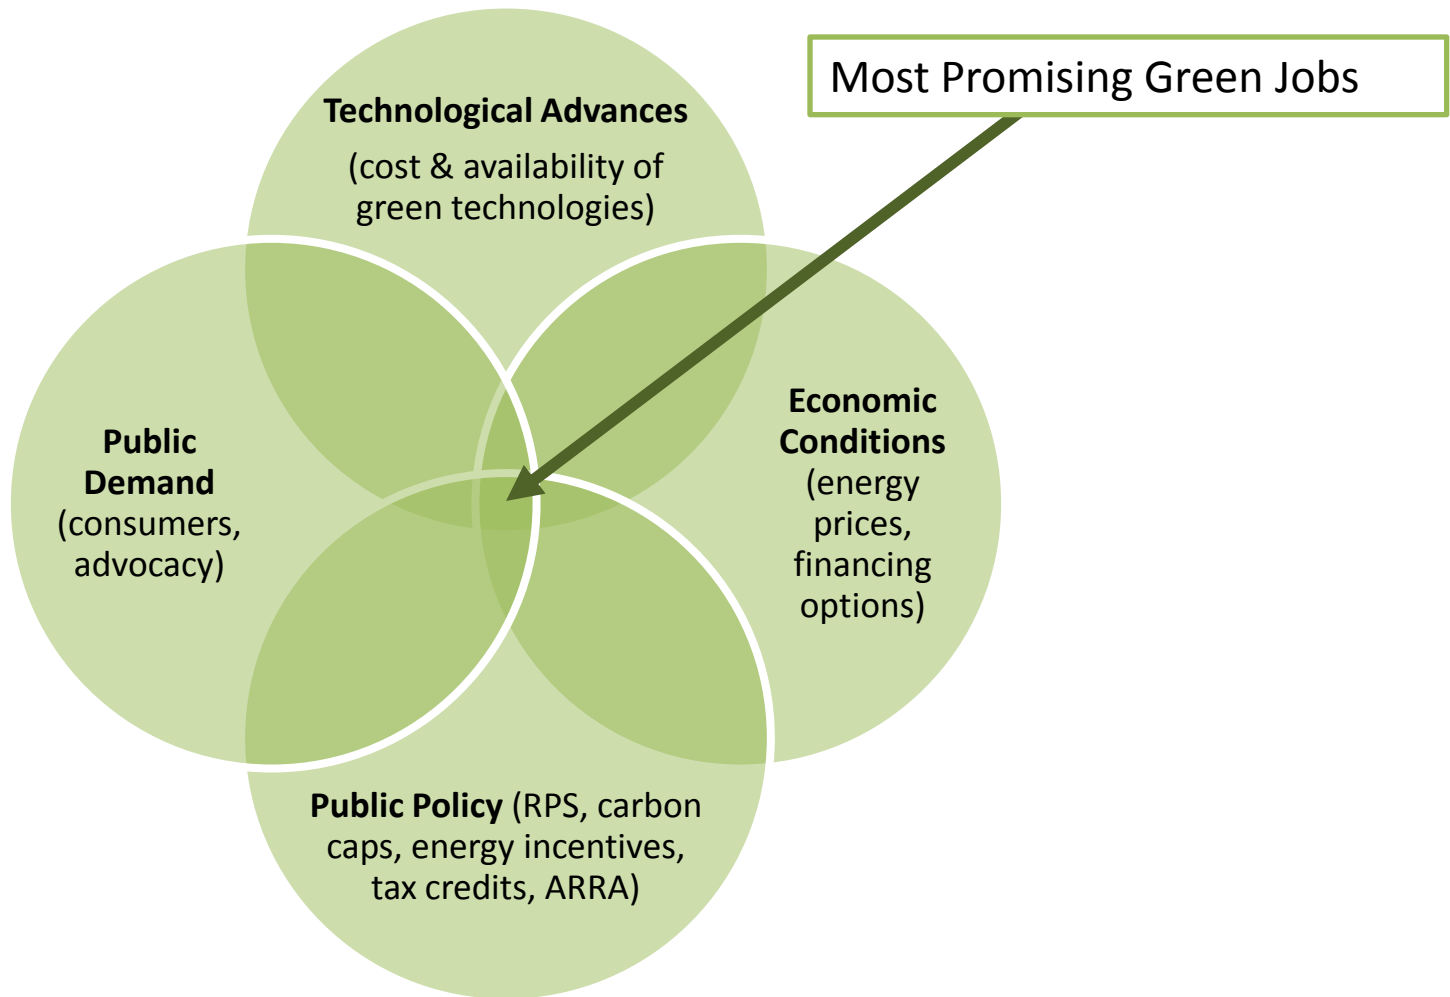 Most Promising Green Jobs
Technological Advances
(cost & availability of
green technologies)
Public
Demand
(consumers,
advocacy)
Economic
Conditions
(energy
prices,
financing
options)
Public Policy (RPS, carbon
caps, energy incentives,
tax credits, ARRA)